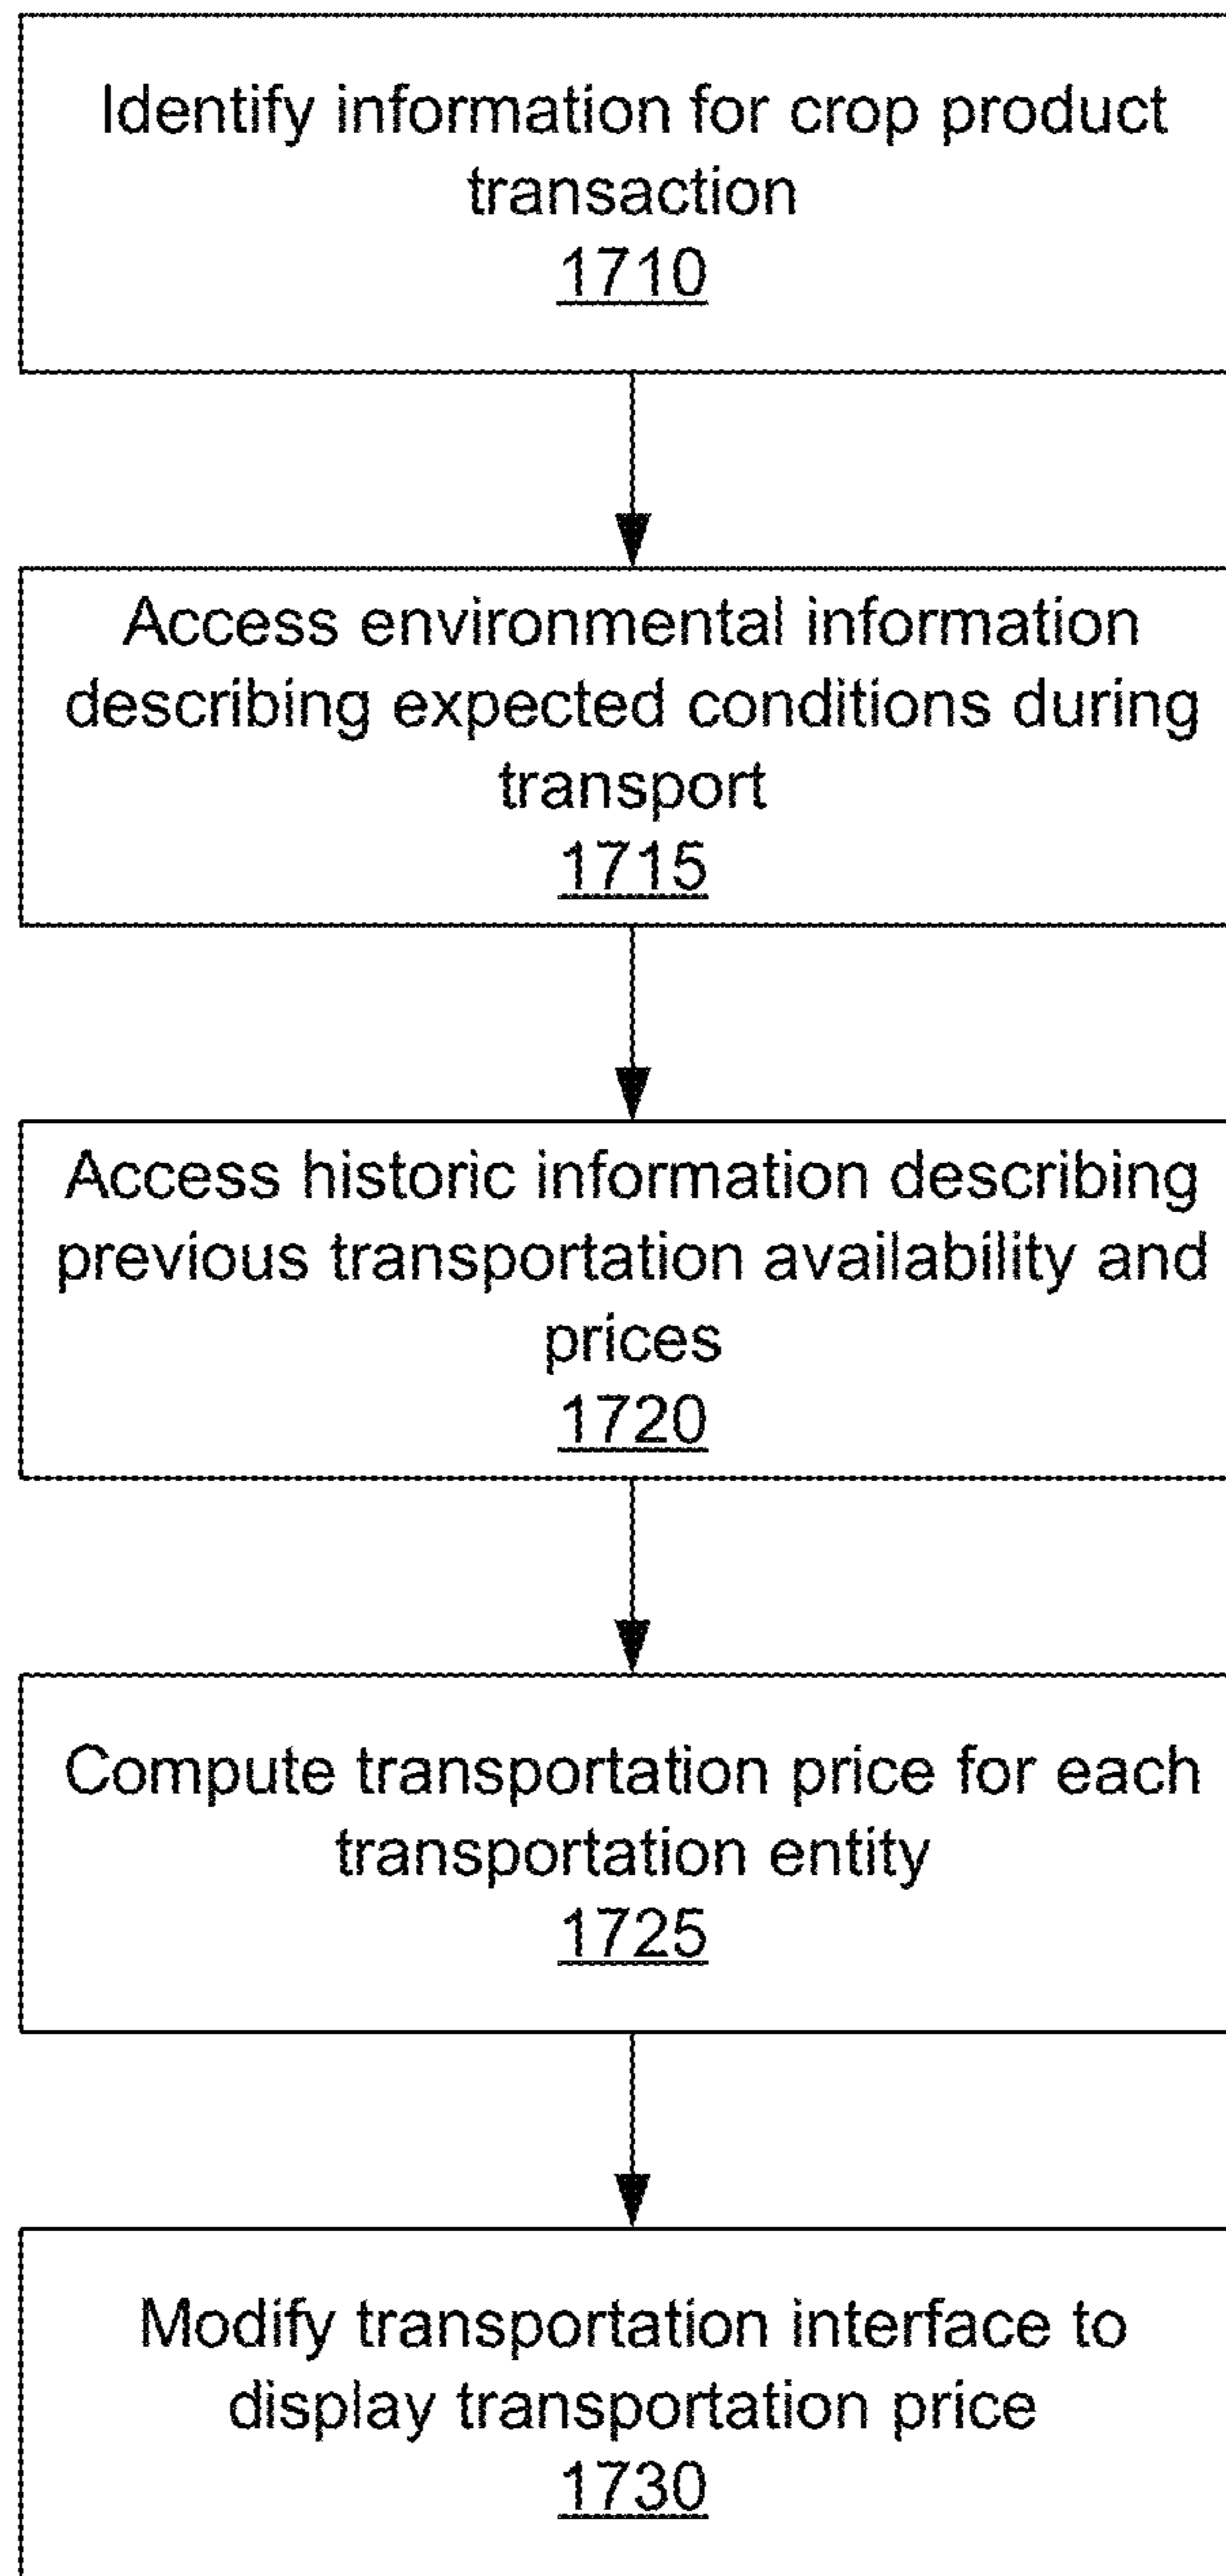 Identify information for crop product
transaction
1710
Access environmental information
describing expected conditions during
transport
1715
Access historic information describing
previous transportation availability and
prices
1720
Compute transportation price for each
transportation entity
1725
Modify transportation interface to
display transportation price
1730